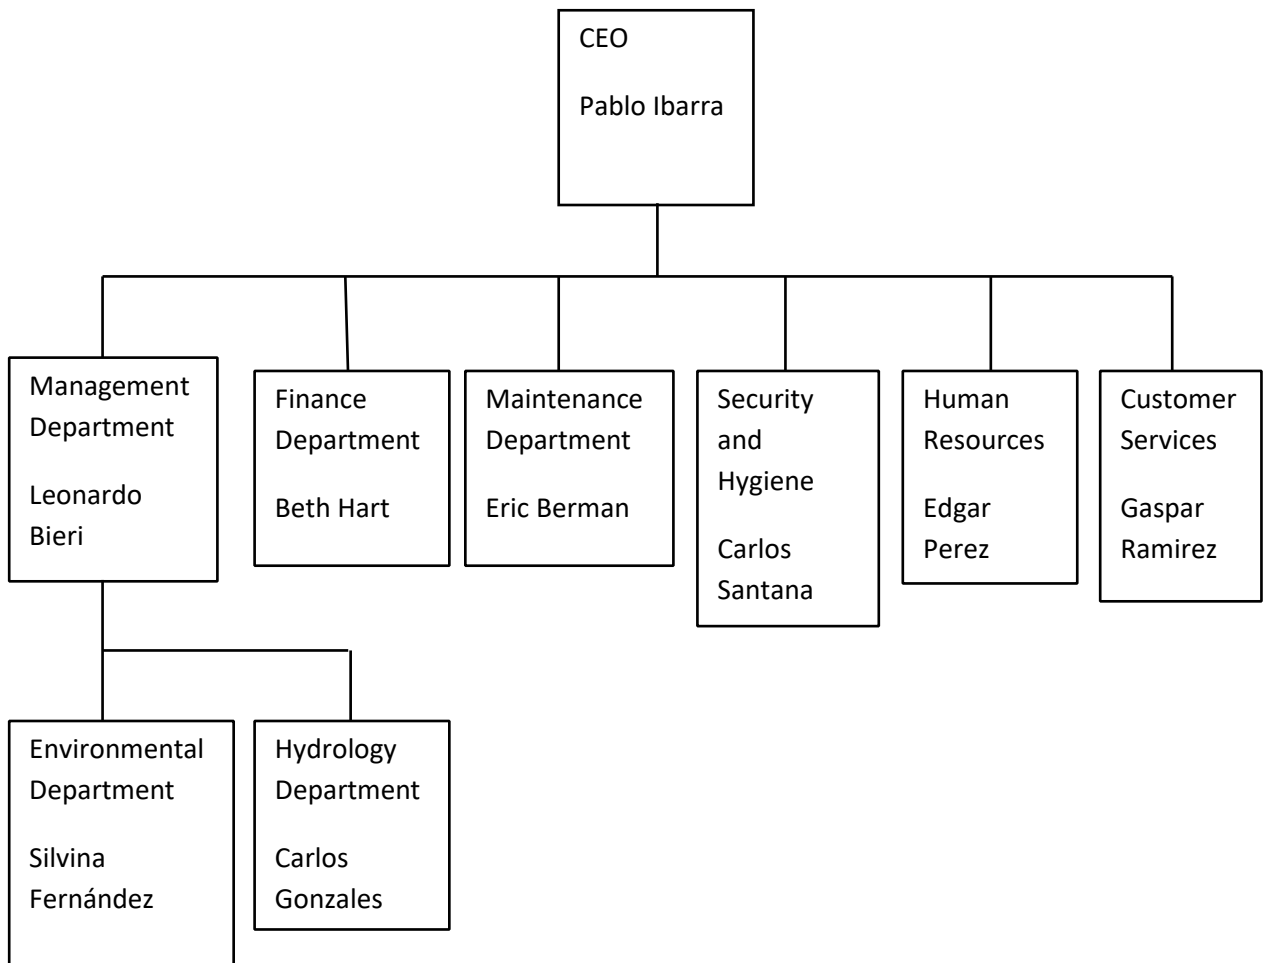 CEO
Pablo Ibarra
Management
Department
Leonardo
Bieri
Finance
Department
Beth Hart
Maintenance
Department
Eric Berman
Security
and
Hygiene
Carlos
Santana
Human
Resources
Edgar
Perez
Customer
Services
Gaspar
Ramirez
Environmental
Department
Silvina
Fernández
Hydrology
Department
Carlos
Gonzales